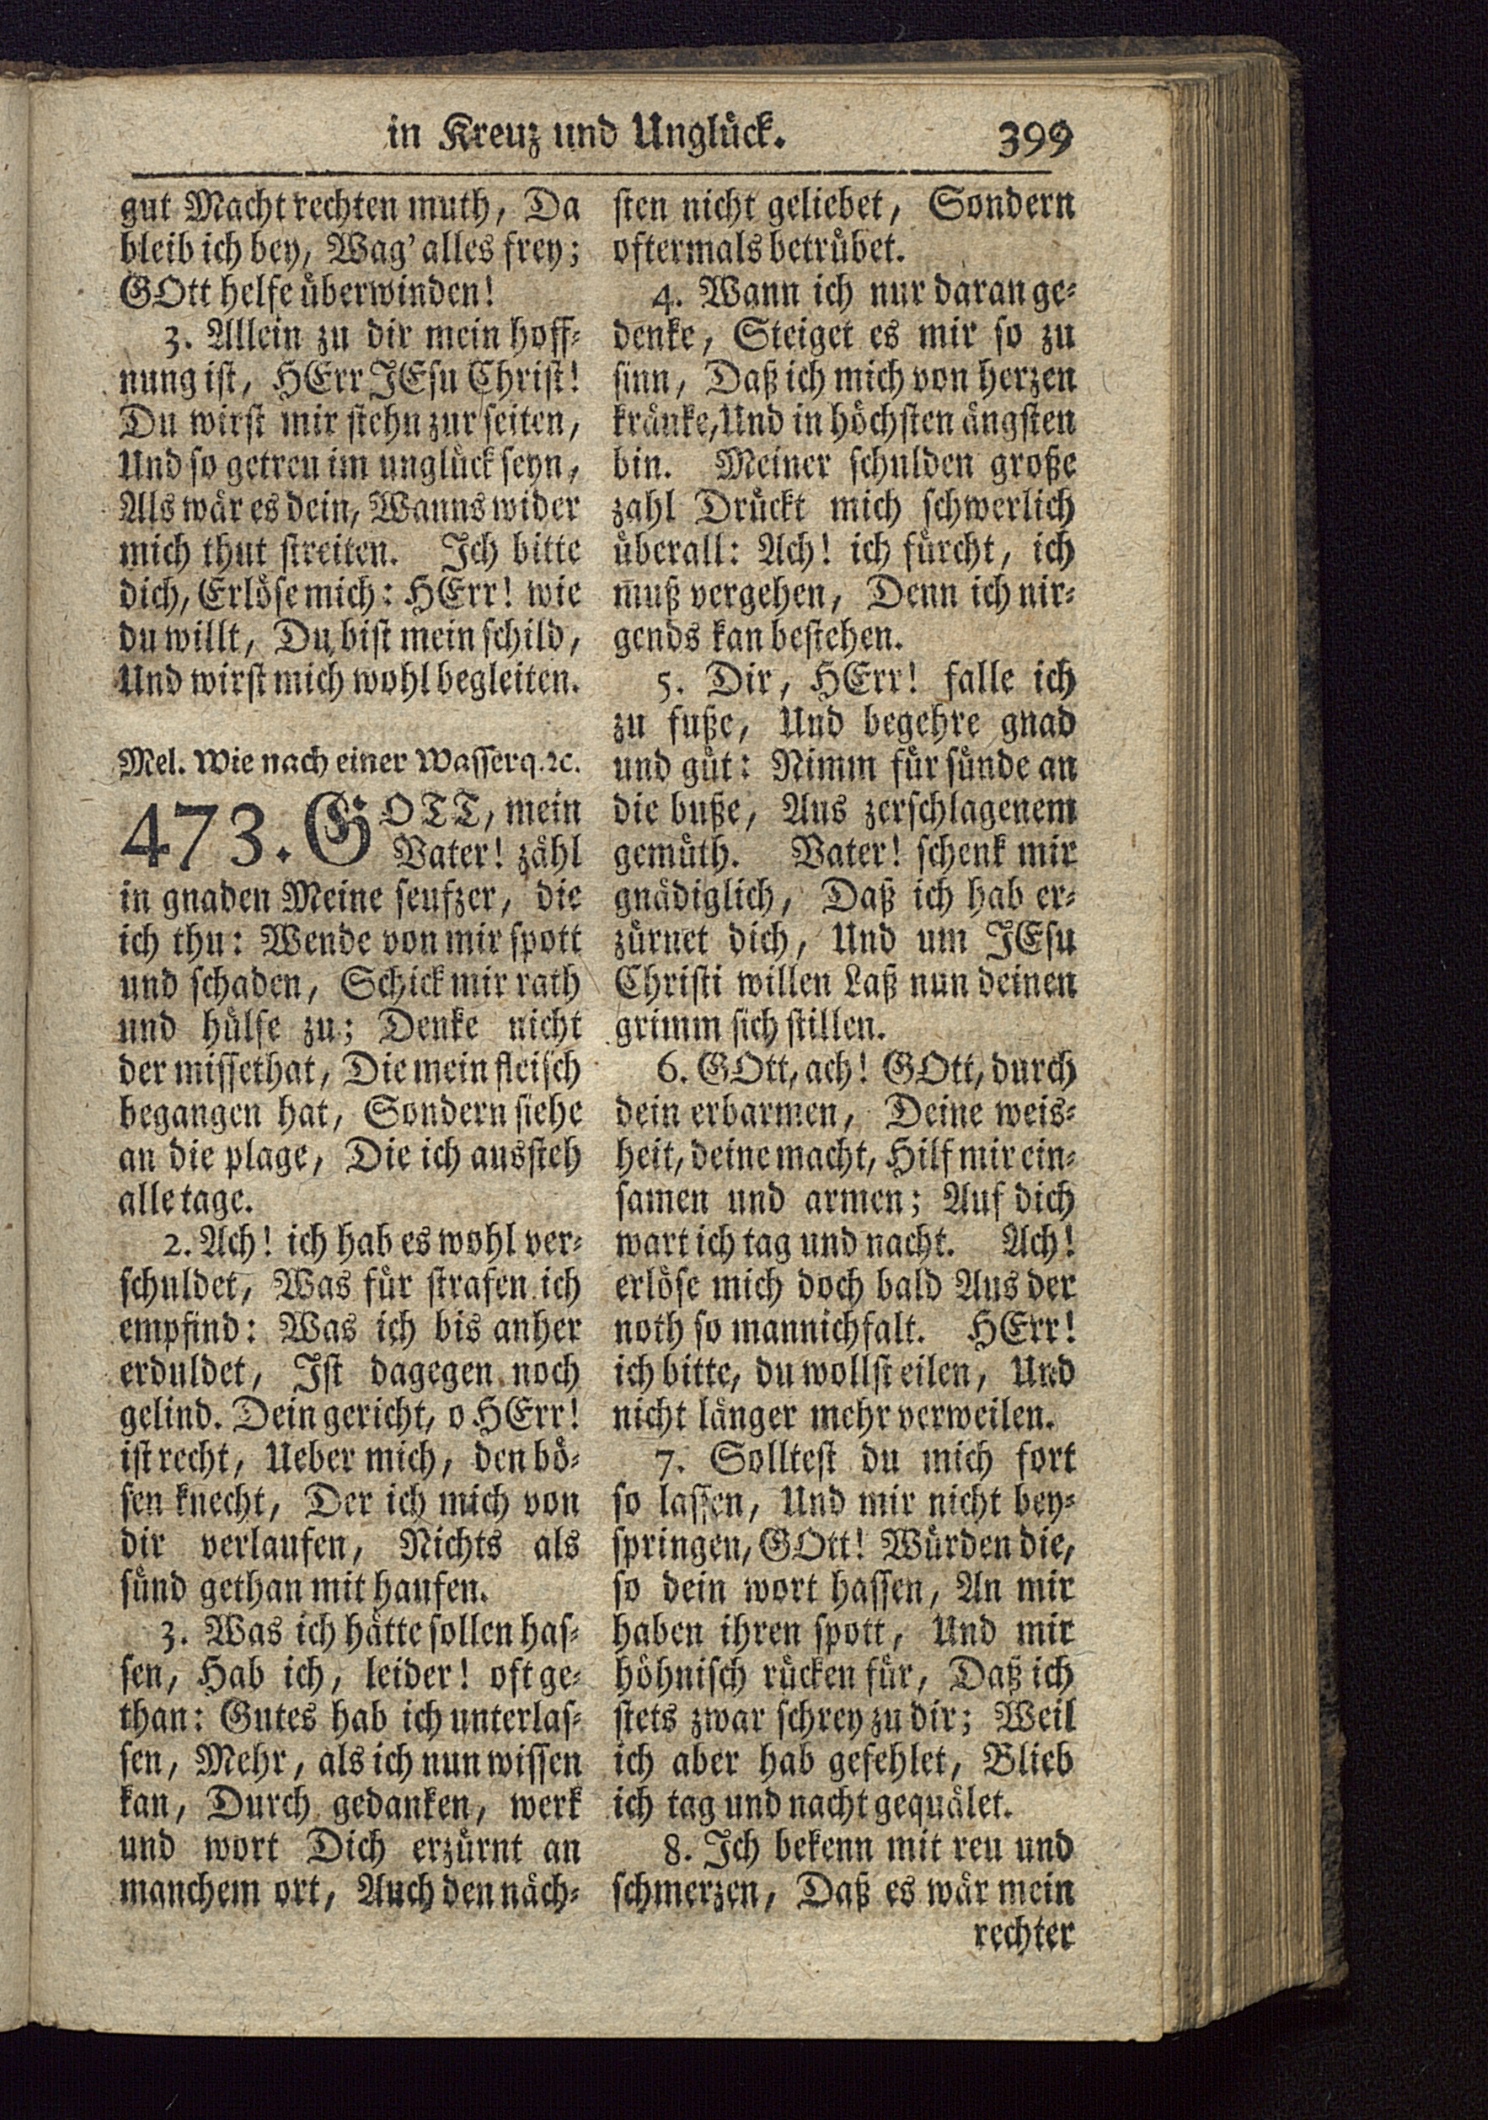 in Kreuz und Unglück. 399
gut Macht rechten muth, Da
bleib ich bey, Wag' alles frey;
GOtt helfe überwinden!
3. Allein zu dir mein hoff-
nung ist, HErr JEsu Christ!
Du wirst mir stehn zur seiten,
Und so getreu im unglück seyn,
Als wär es dein, Wanns wider
mich thut streiten. Ich bitte
dich, Erlöse mich: HErr! wie
du willt, Du bist mein schild,
Und wirst mich wohl begleiten.
Mel. Wie nach einer Wasserq. ꝛc.
473. GOTT, mein
Vater! zähl
in gnaden Meine seufzer, die
ich thu: Wende von mir spott
und schaden, Schick mir rath
und hülfe zu; Denke nicht
der missethat, Die mein fleisch
begangen hat, Sondern siehe
an die plage, Die ich aussteh
alle tage.
2. Ach! ich hab es wohl ver-
schuldet, Was für strafen ich
empfind: Was ich bis anher
erduldet, Ist dagegen noch
gelind. Dein gericht, o HErr!
ist recht, Ueber mich, den bö-
sen knecht, Der ich mich von
dir verlaufen, Nichts als
sünd gethan mit haufen.
3. Was ich hätte sollen has-
sen, Hab ich, leider! oft ge-
than: Gutes hab ich unterlas-
sen, Mehr, als ich nun wissen
kan, Durch gedanken, werk
und wort Dich erzürnt an
manchem ort, Auch den näch-
sten nicht geliebet, Sondern
oftermals betrübet.
4. Wann ich nur daran ge-
denke, Steiget es mir so zu
sinn, Daß ich mich von herzen
kränke, Und in höchsten ängsten
bin. Meiner schulden große
zahl Drückt mich schwerlich
überall: Ach! ich fürcht, ich
muß vergehen, Denn ich nir-
gends kan bestehen.
5. Dir, HErr! falle ich
zu fuße, Und begehre gnad
und güt: Nimm für sünde an
die buße, Aus zerschlagenem
gemüth. Vater! schenk mir
gnädiglich, Daß ich hab er-
zürnet dich, Und um JEsu
Christi willen Laß nun deinen
grimm sich stillen.
6. GOtt, ach! GOtt, durch
dein erbarmen, Deine weis-
heit, deine macht, Hilf mir ein-
samen und armen; Auf dich
wart ich tag und nacht. Ach!
erlöse mich doch bald Aus der
noth so mannichfalt. HErr!
ich bitte, du wollst eilen, Und
nicht länger mehr verweilen.
7. Solltest du mich fort
so lassen, Und mir nicht bey-
springen, GOtt! Würden die,
so dein wort hassen, An mir
haben ihren spott, Und mir
höhnisch rücken für, Daß ich
stets zwar schrey zu dir; Weil
ich aber hab gefehlet, Blieb
ich tag und nacht gequälet.
8. Ich bekenn mit reu und
schmerzen, Daß es wär mein
rechter